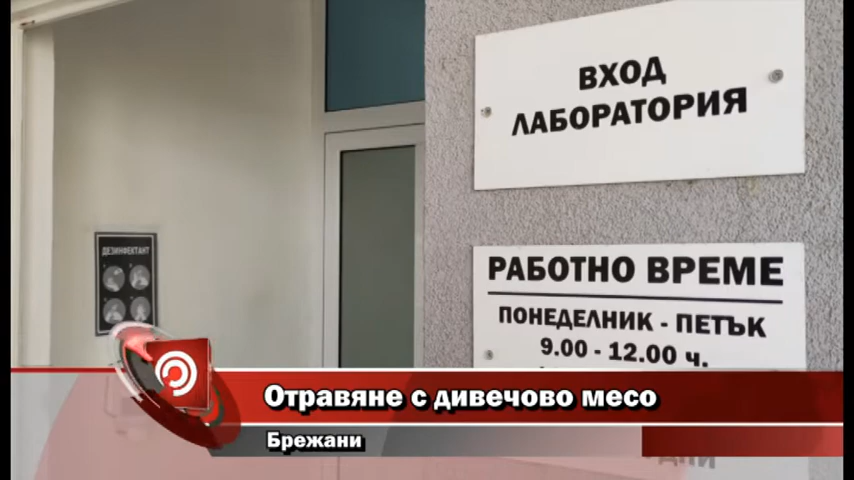 ВХОД
ЛАБОРАТОРИЯ
ДЕЗИНФЕКТАНТ
РАБОТНО ВРЕМЕ
ПОНЕДЕЛНИК - ПЕТЪК
9.00 - 12.00 ч.
Отравяне с дивечово месо
Брежани